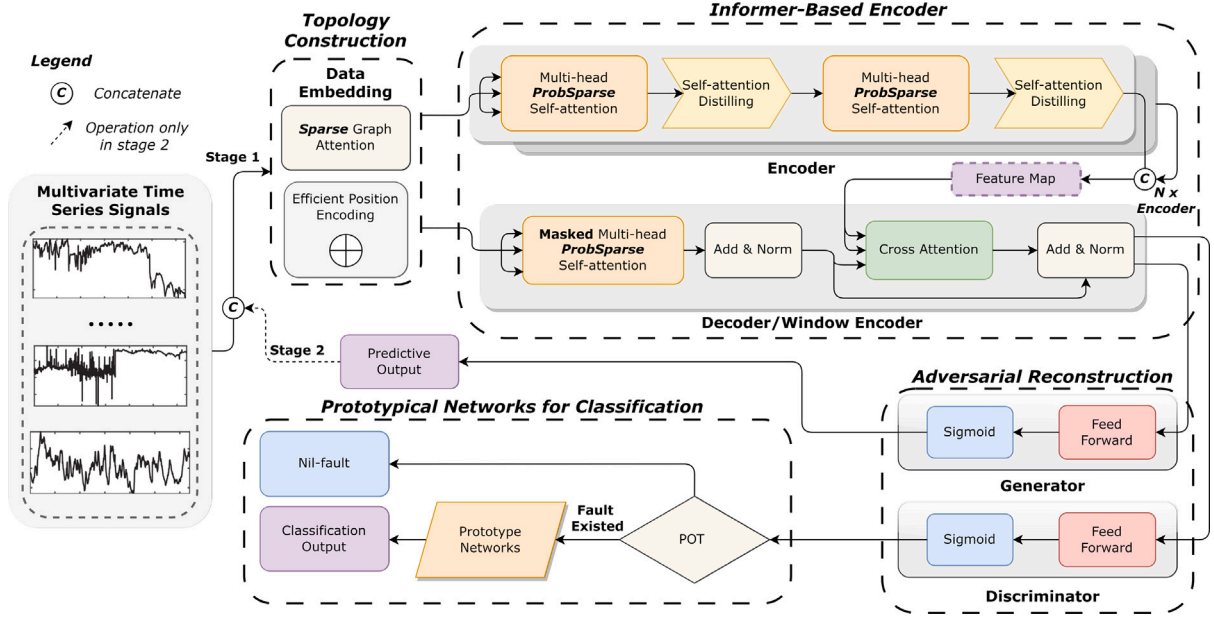 Legend
C Concatenate
Operation only
in stage 2
Multivariate Time
Series Signals
Stage 1
C
Topology
Construction
Data
Embedding
Sparse Graph
Attention
Efficient Position
Encoding
Informer-Based Encoder
Multi-head
ProbSparse
Self-attention
Self-attention
Distilling
Multi-head
ProbSparse
Self-attention
Self-attention
Distilling
Encoder
Feature Map
C
N x
Encoder
Masked Multi-head
ProbSparse
Self-attention
Add & Norm
Cross Attention
Add & Norm
Decoder/Window Encoder
Stage 2
Predictive
Output
Adversarial Reconstruction
Sigmoid
Feed
Forward
Generator
Sigmoid
Feed
Forward
Discriminator
Prototypical Networks for Classification
Nil-fault
Classification
Output
Prototype
Networks
Fault
Existed
POT